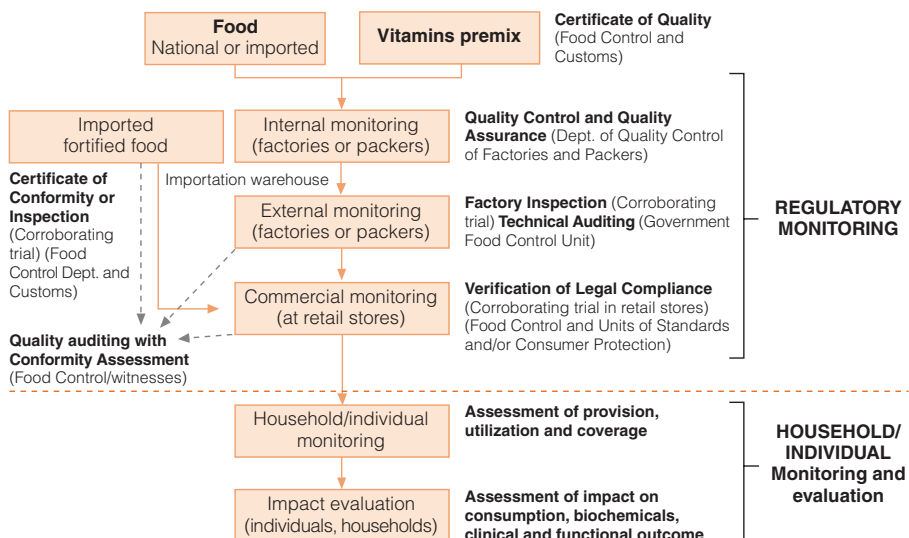 Food
National or imported
Vitamins premix
Certificate of Quality
(Food Control and
Customs)
Imported
fortified food
Internal monitoring
(factories or packers)
Quality Control and Quality
Assurance (Dept. of Quality Control
of Factories and Packers)
Certificate of
Conformity or
Inspection
(Corroborating
trial) (Food
Control Dept. and
Customs)
Importation warehouse
External monitoring
(factories or packers)
Factory Inspection (Corroborating
trial) Technical Auditing (Government
Food Control Unit)
REGULATORY
MONITORING
Commercial monitoring
(at retail stores)
Verification of Legal Compliance
(Corroborating trial in retail stores)
(Food Control and Units of Standards
and/or Consumer Protection)
Quality auditing with
Conformity Assessment
(Food Control/witnesses)
Household/individual
monitoring
Assessment of provision,
utilization and coverage
HOUSEHOLD/
INDIVIDUAL
Monitoring and
evaluation
Impact evaluation
(individuals, households)
Assessment of impact on
consumption, biochemicals,
clinical and functional outcome